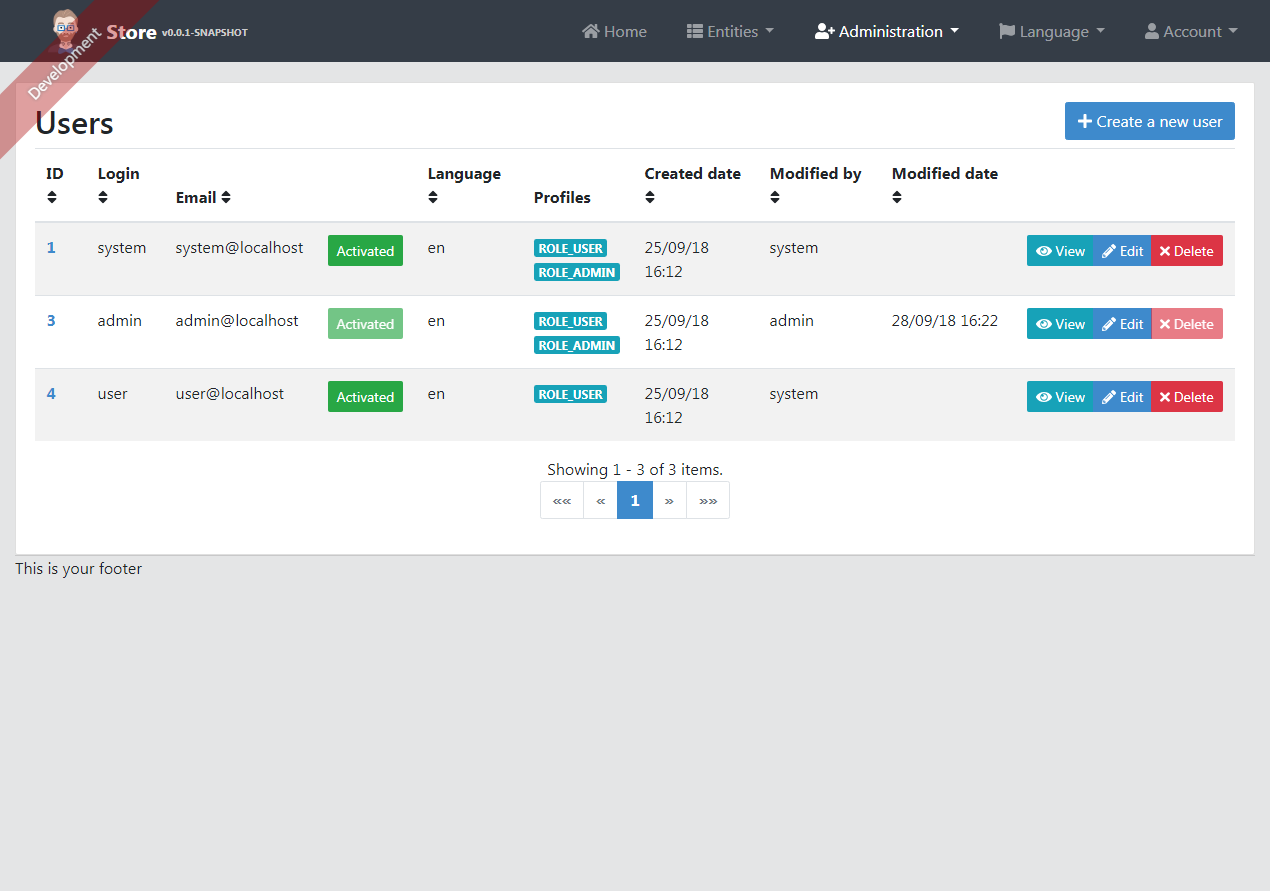 Development
Store v0.0.1-SNAPSHOT Home Entities Administration Language Account
Users + Create a new user
ID Login Email Language Profiles Created date Modified by Modified date
1 system system@localhost Activated en ROLE_USER 25/09/18 system View Edit Delete
ROLE_ADMIN 16:12
3 admin admin@localhost Activated en ROLE_USER 25/09/18 admin 28/09/18 16:22 View Edit Delete
ROLE_ADMIN 16:12
4 user user@localhost Activated en ROLE_USER 25/09/18 system View Edit Delete
16:12
Showing 1 - 3 of 3 items.
«« « 1 » »»
This is your footer